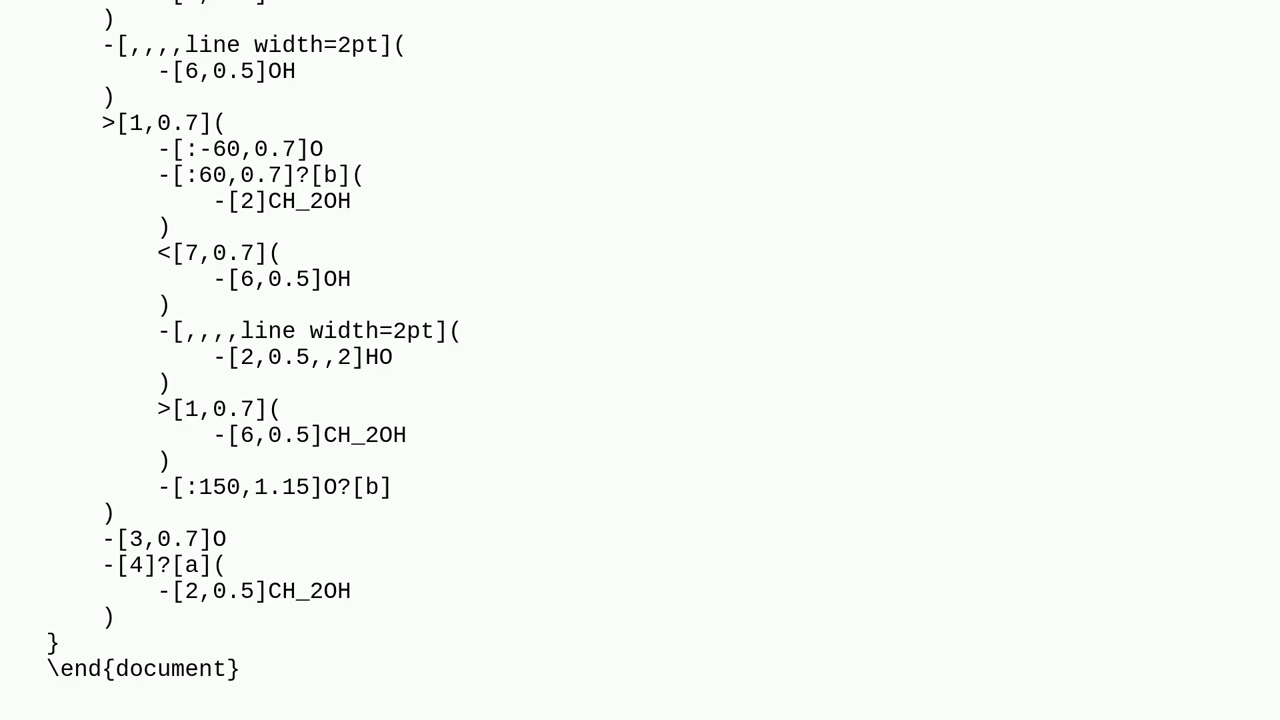 )
-[,,,,line width=2pt](
-[6,0.5]OH
)
>[1,0.7](
-[:-60,0.7]O
-[:60,0.7]?[b](
-[2]CH_2OH
)
<[7,0.7](
-[6,0.5]OH
)
-[,,,,line width=2pt](
-[2,0.5,,2]HO
)
>[1,0.7](
-[6,0.5]CH_2OH
)
-[:150,1.15]O?[b]
)
-[3,0.7]O
-[4]?[a](
-[2,0.5]CH_2OH
)
}
\end{document}